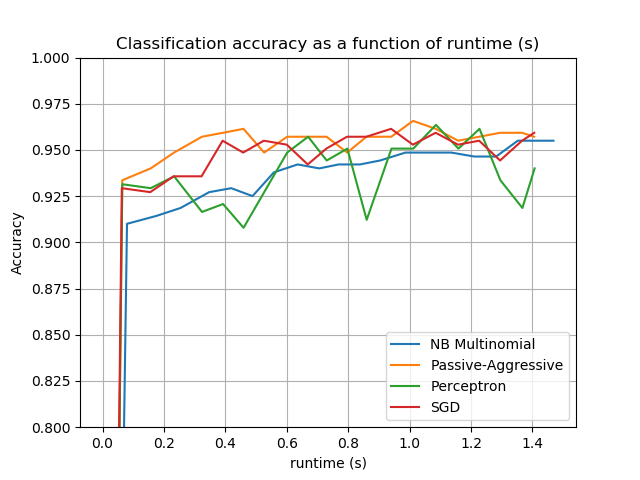 Classification accuracy as a function of runtime (s)
1.000
0.975
0.950
0.925
0.900
0.875
0.850
0.825
0.800
Accuracy
NB Multinomial
Passive-Aggressive
Perceptron
SGD
0.0 0.2 0.4 0.6 0.8 1.0 1.2 1.4
runtime (s)